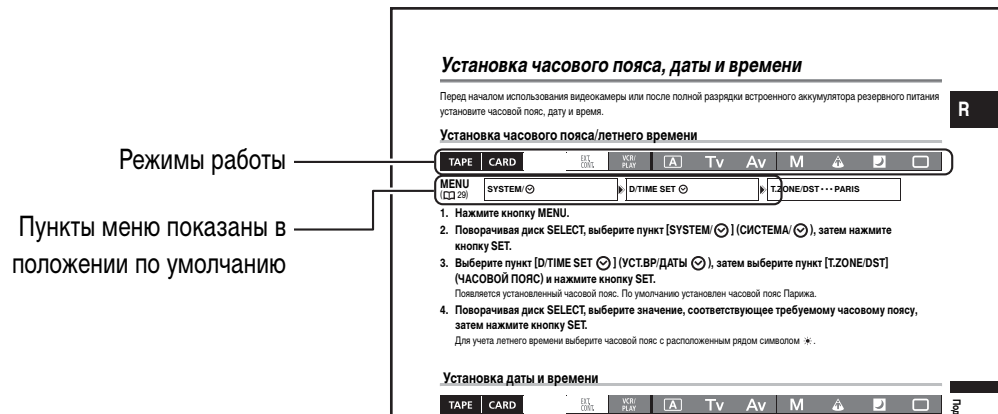 Установка часового пояса, даты и времени
Перед началом использования видеокамеры или после полной разрядки встроенного аккумулятора резервного питания
установите часовой пояс, дату и время.
R
Установка часового пояса/летнего времени
Режимы работы
TAPE CARD EXT. CONT. VCR/ PLAY A Tv Av M
MENU
(29)
SYSTEM/
D/TIME SET
T.ZONE/DST···PARIS
Пункты меню показаны в
положении по умолчанию
1. Нажмите кнопку MENU.
2. Поворачивая диск SELECT, выберите пункт [SYSTEM/ ] (СИСТЕМА/ ), затем нажмите
кнопку SET.
3. Выберите пункт [D/TIME SET ] (УСТ.ВР/ДАТЫ ), затем выберите пункт [T.ZONE/DST]
(ЧАСОВОЙ ПОЯС) и нажмите кнопку SET.
Появляется установленный часовой пояс. По умолчанию установлен часовой пояс Парижа.
4. Поворачивая диск SELECT, выберите значение, соответствующее требуемому часовому поясу,
затем нажмите кнопку SET.
Для учета летнего времени выберите часовой пояс с расположенным рядом символом ☀.
Установка даты и времени
TAPE CARD EXT. CONT. VCR/ PLAY A Tv Av M